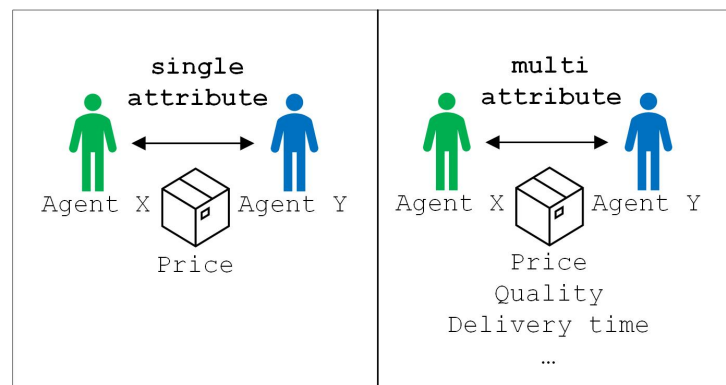 single
attribute
Agent X
Agent Y
Price
multi
attribute
Agent X
Agent Y
Price
Quality
Delivery time
…